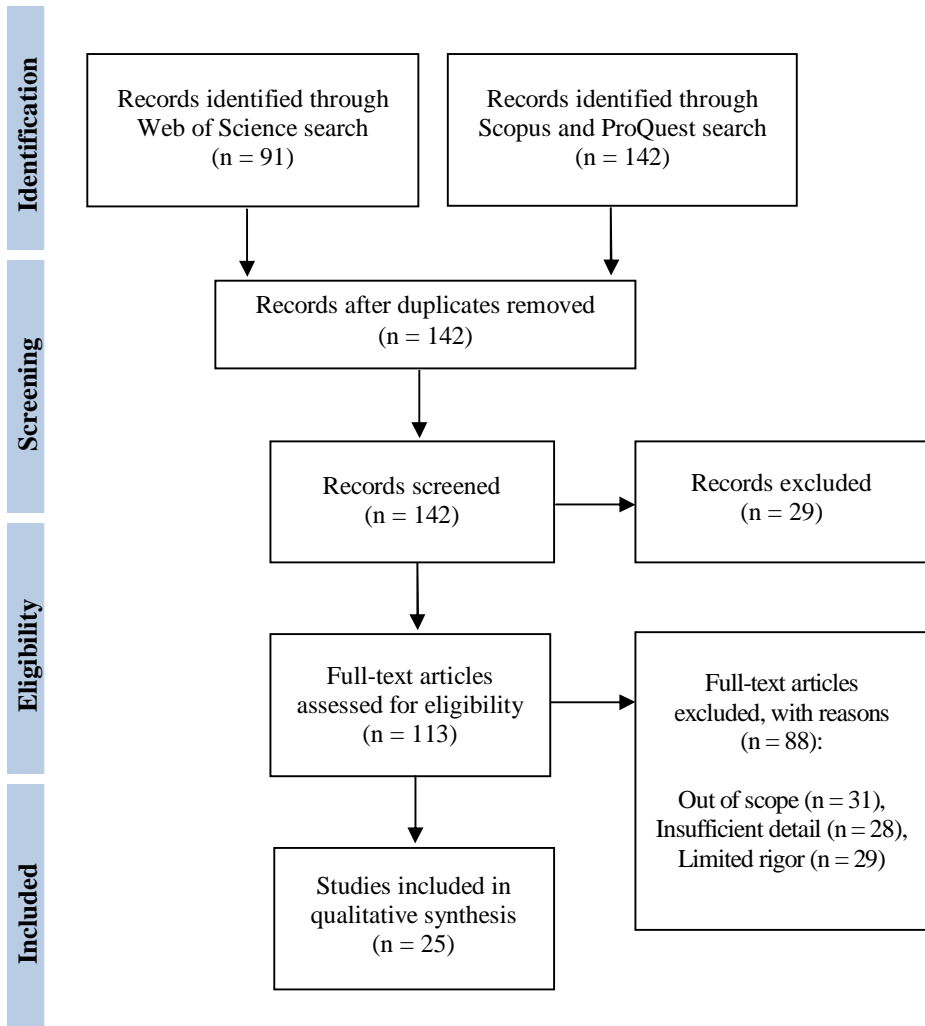 Identification
Records identified through
Web of Science search
(n = 91)
Records identified through
Scopus and ProQuest search
(n = 142)
Screening
Records after duplicates removed
(n = 142)
Records screened
(n = 142)
Records excluded
(n = 29)
Eligibility
Full-text articles
assessed for eligibility
(n = 113)
Full-text articles
excluded, with reasons
(n = 88):
Out of scope (n = 31),
Insufficient detail (n = 28),
Limited rigor (n = 29)
Included
Studies included in
qualitative synthesis
(n = 25)